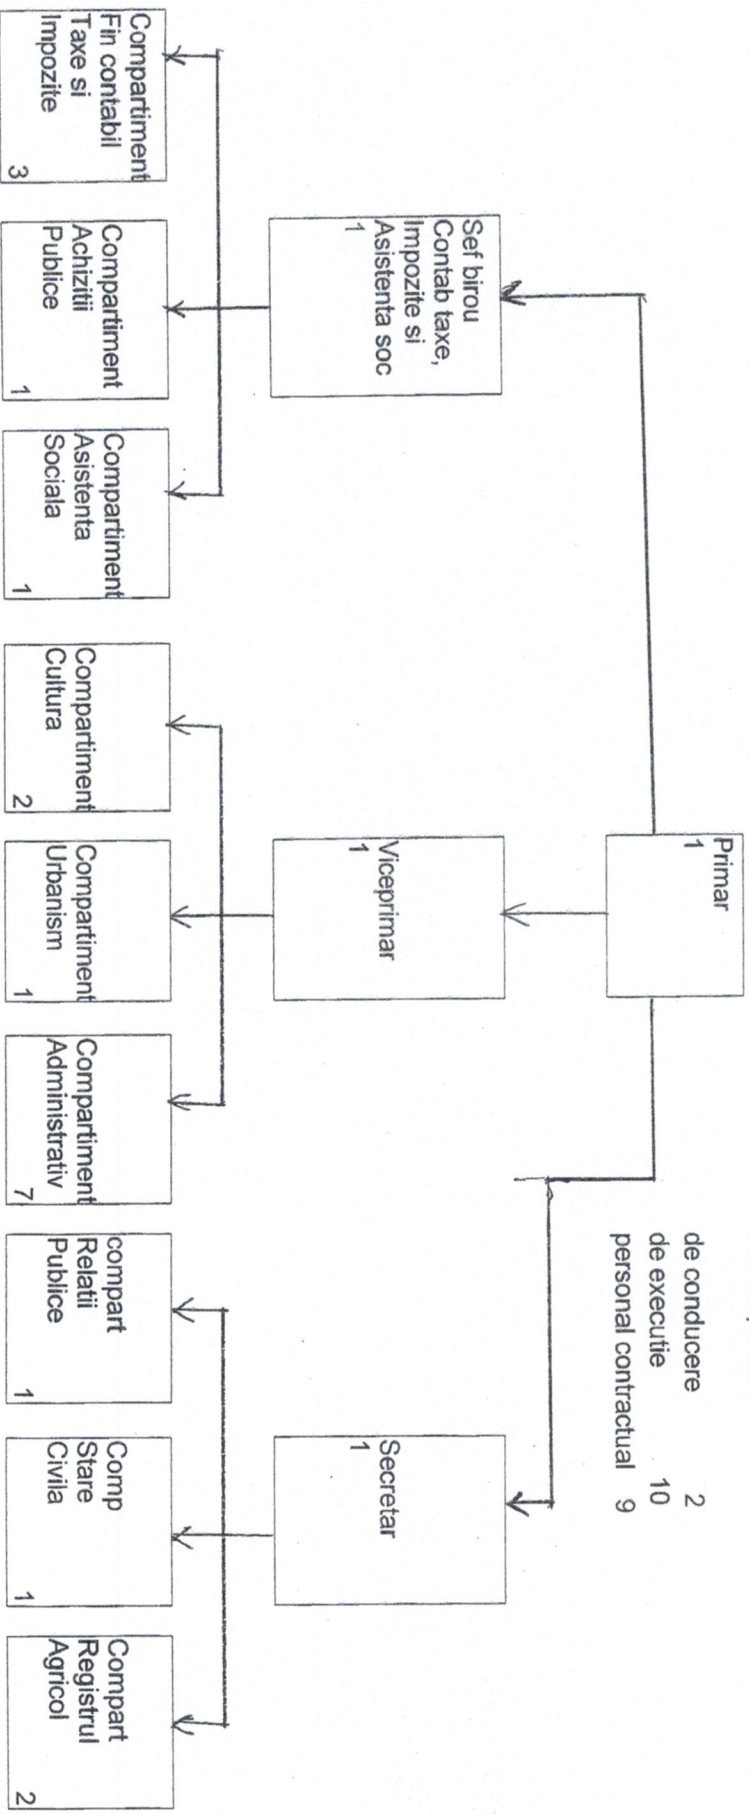 Primar
1
de conducere 2
de executie 10
personal contractual 9
Sef birou
Contab taxe,
Impozite si
Asistenta soc
1
Viceprimar
1
Secretar
1
Compartiment
Fin contabil
Taxe si
Impozite
3
Compartiment
Achizitii
Publice
1
Compartiment
Asistenta
Sociala
1
Compartiment
Cultura
2
Compartiment
Urbanism
1
Compartiment
Administrativ
7
compart
Relatii
Publice
1
Comp
Stare
Civila
1
Compart
Registrul
Agricol
2